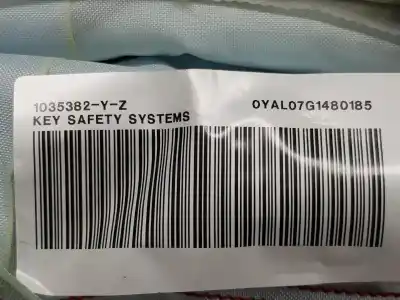 1035382-Y-Z 0YAL07G1480185
KEY SAFETY SYSTEMS